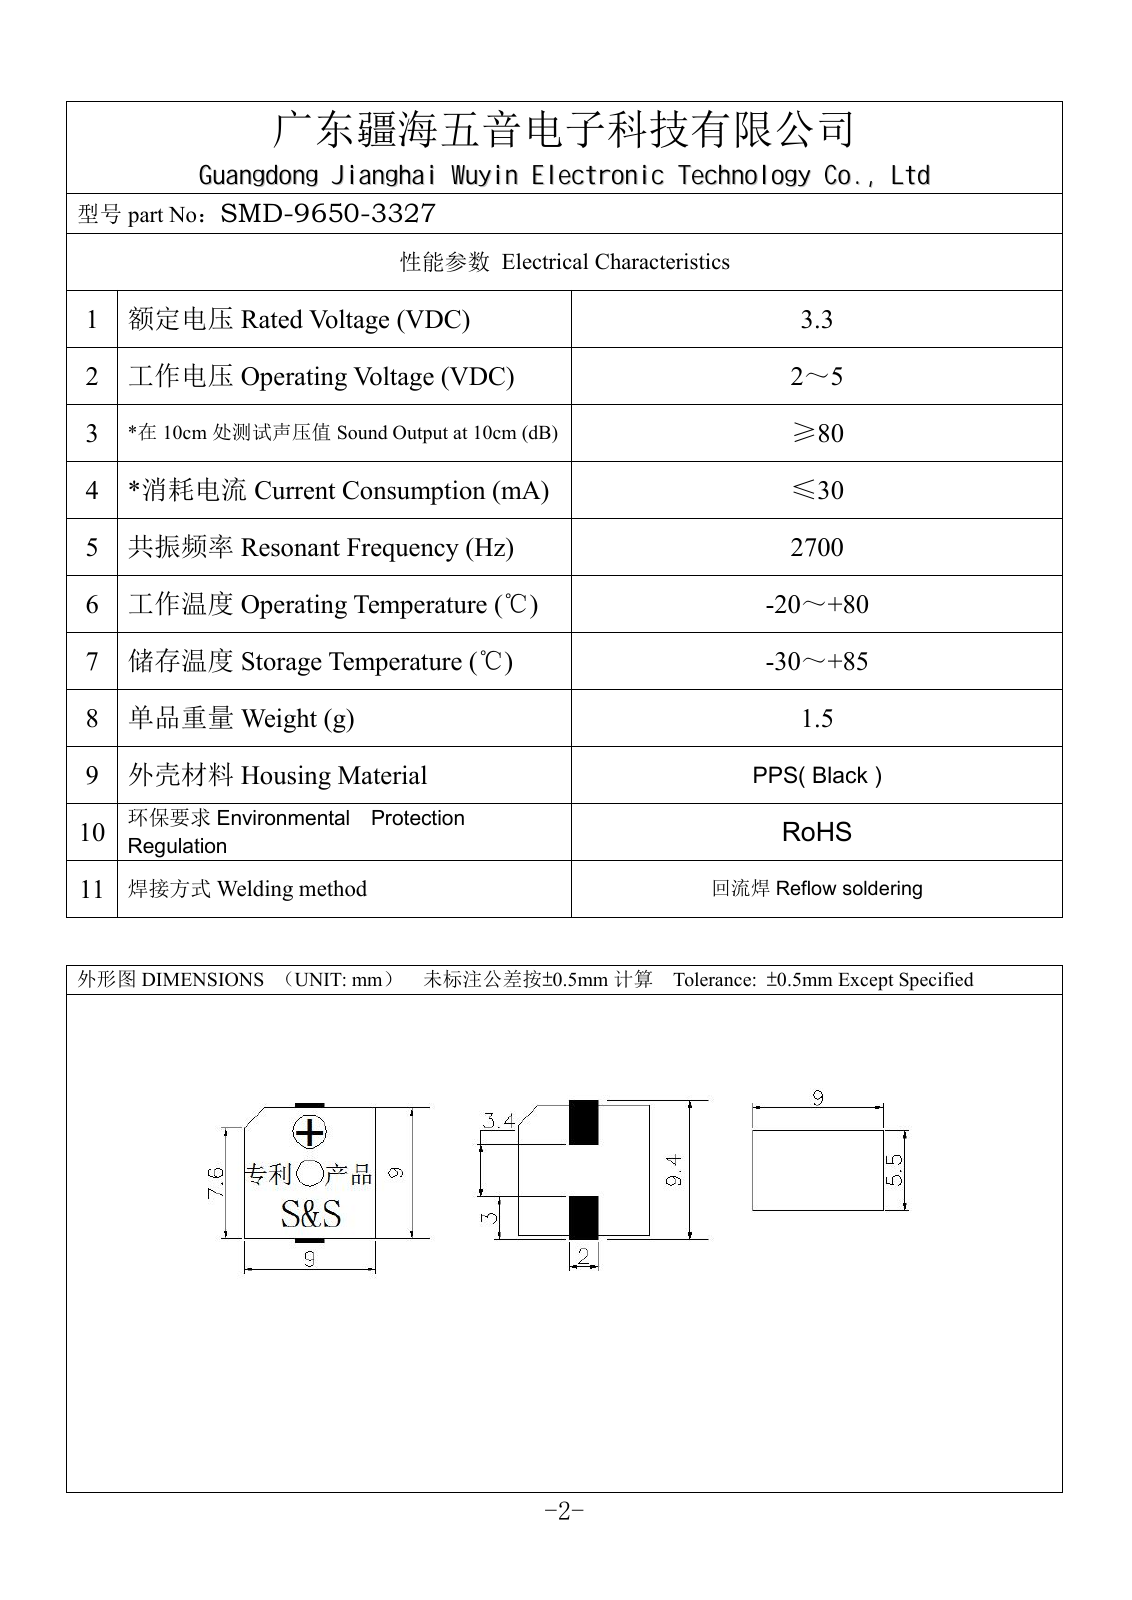 广东疆海五音电子科技有限公司
Guangdong Jianghai Wuyin Electronic Technology Co., Ltd
型号 part No：SMD-9650-3327
性能参数 Electrical Characteristics
1 额定电压 Rated Voltage (VDC) 3.3
2 工作电压 Operating Voltage (VDC) 2～5
3 *在 10cm 处测试声压值 Sound Output at 10cm (dB) ≥80
4 *消耗电流 Current Consumption (mA) ≤30
5 共振频率 Resonant Frequency (Hz) 2700
6 工作温度 Operating Temperature (℃) -20～+80
7 储存温度 Storage Temperature (℃) -30～+85
8 单品重量 Weight (g) 1.5
9 外壳材料 Housing Material PPS( Black )
10 环保要求 Environmental Protection
Regulation RoHS
11 焊接方式 Welding method 回流焊 Reflow soldering
外形图 DIMENSIONS （UNIT: mm） 未标注公差按±0.5mm 计算 Tolerance: ±0.5mm Except Specified
7.6
专利 产品
S&S
9
9
3.4
3
2
9.4
9
5.5
-2-